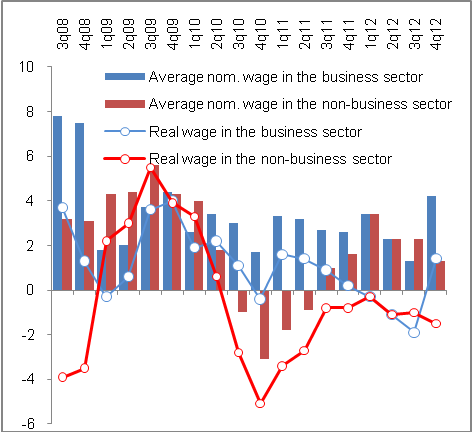 3q08 4q08 1q09 2q09 3q09 4q09 1q10 2q10 3q10 4q10 1q11 2q11 3q11 4q11 1q12 2q12 3q12 4q12
10
Average nom. wage in the business sector
8
Average nom. wage in the non-business sector
Real wage in the business sector
6
Real wage in the non-business sector
4
2
0
-2
-4
-6